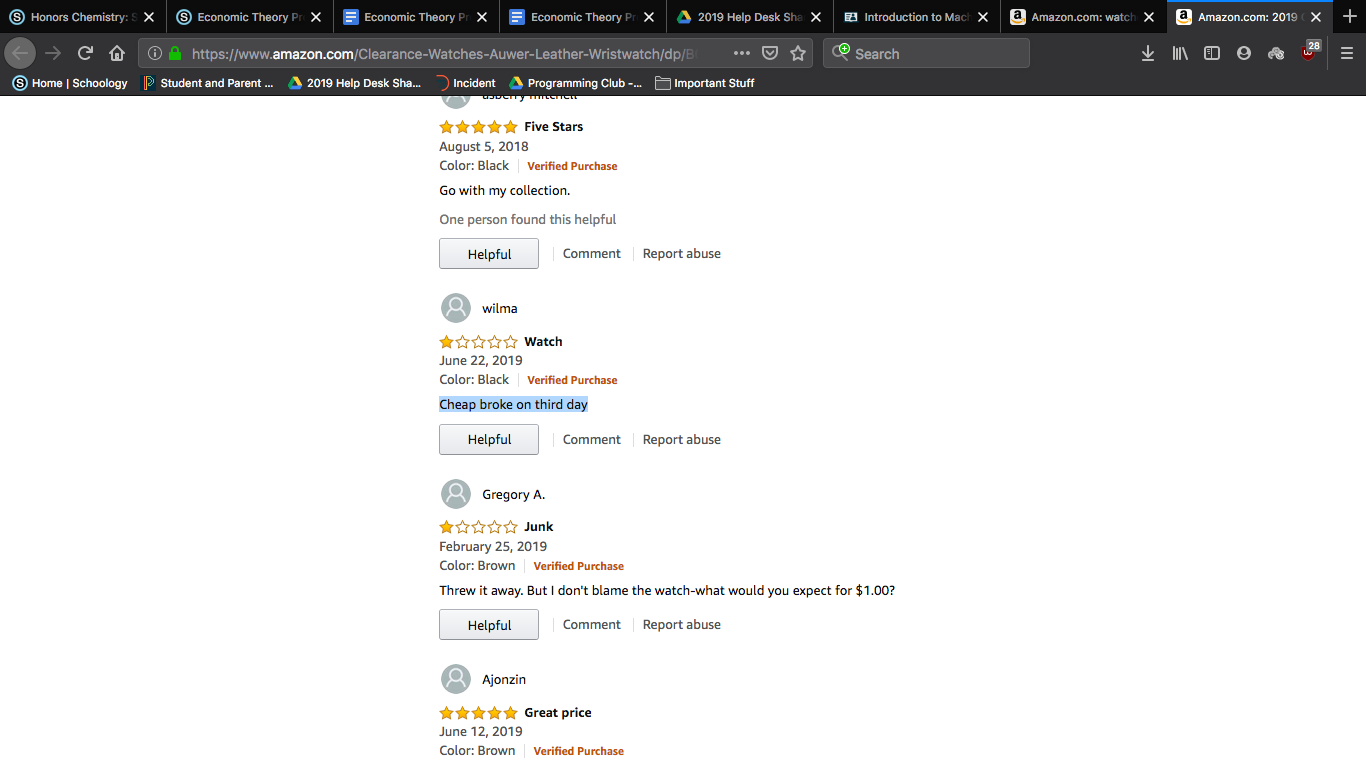 Honors Chemistry: S
Economic Theory Pr
Economic Theory Pr
Economic Theory Pr
2019 Help Desk Sha
Introduction to Mach
Amazon.com: watch
Amazon.com: 2019 C
https://www.amazon.com/Clearance-Watches-Auwer-Leather-Wristwatch/dp/B
Search
28
Home | Schoology
Student and Parent ...
2019 Help Desk Sha...
Incident
Programming Club -...
Important Stuff
asberry mitchell
Five Stars
August 5, 2018
Color: Black | Verified Purchase
Go with my collection.
One person found this helpful
Helpful | Comment | Report abuse
wilma
Watch
June 22, 2019
Color: Black | Verified Purchase
Cheap broke on third day
Helpful | Comment | Report abuse
Gregory A.
Junk
February 25, 2019
Color: Brown | Verified Purchase
Threw it away. But I don't blame the watch-what would you expect for $1.00?
Helpful | Comment | Report abuse
Ajonzin
Great price
June 12, 2019
Color: Brown | Verified Purchase